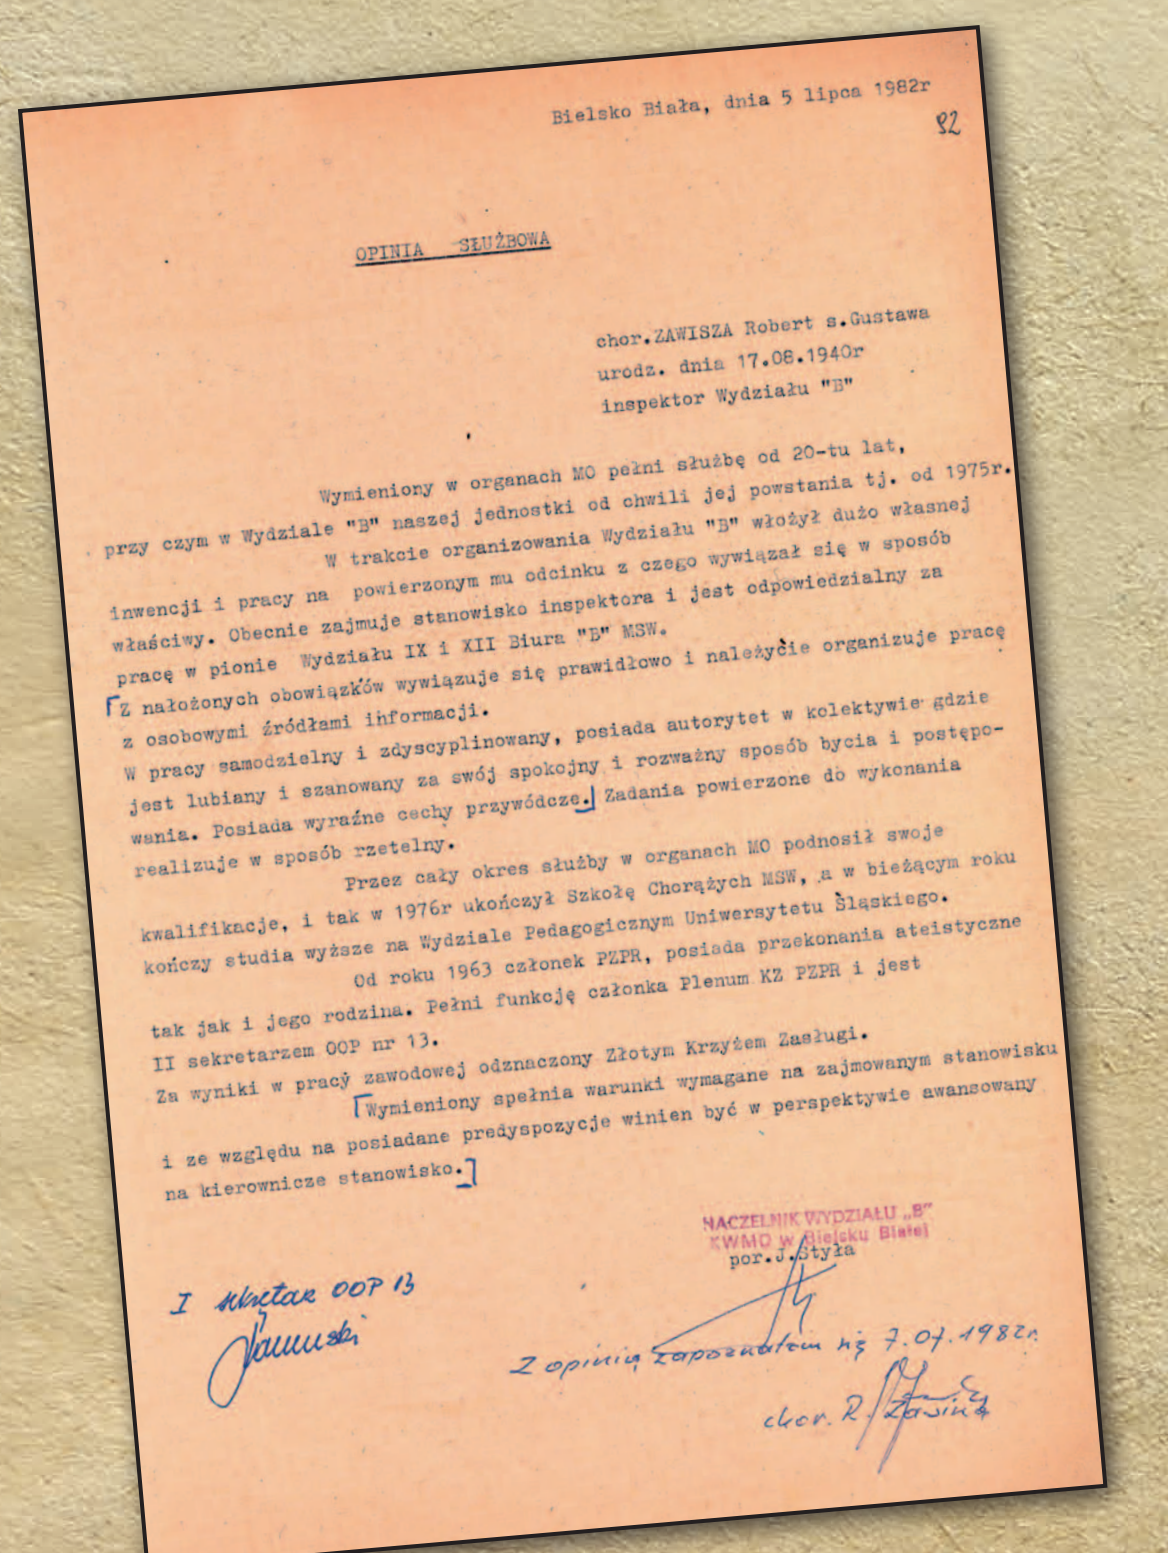 Bielsko Biała, dnia 5 lipca 1982r
92
OPINIA SŁUŻBOWA
chor.ZAWISZA Robert s.Gustawa
urodz. dnia 17.08.1940r
inspektor Wydziału "B"
Wymieniony w organach MO pełni służbę od 20-tu lat,
przy czym w Wydziale "B" naszej jednostki od chwili jej powstania tj. od 1975r.
W trakcie organizowania Wydziału "B" włożył dużo własnej
inwencji i pracy na powierzonym mu odcinku z czego wywiązał się w sposób
właściwy. Obecnie zajmuje stanowisko inspektora i jest odpowiedzialny za
pracę w pionie Wydziału IX i XII Biura "B" MSW.
Z nałożonych obowiązków wywiązuje się prawidłowo i należycie organizuje pracę
z osobowymi źródłami informacji.
W pracy samodzielny i zdyscyplinowany, posiada autorytet w kolektywie gdzie
jest lubiany i szanowany za swój spokojny i rozważny sposób bycia i postępo-
wania. Posiada wyraźne cechy przywódcze. Zadania powierzone do wykonania
realizuje w sposób rzetelny.
Przez cały okres służby w organach MO podnosił swoje
kwalifikacje, i tak w 1976r ukończył Szkołę Chorążych MSW, a w bieżącym roku
kończy studia wyższe na Wydziale Pedagogicznym Uniwersytetu Śląskiego.
Od roku 1963 członek PZPR, posiada przekonania ateistyczne
tak jak i jego rodzina. Pełni funkcję członka Plenum KZ PZPR i jest
II sekretarzem OOP nr 13.
Za wyniki w pracy zawodowej odznaczony Złotym Krzyżem Zasługi.
Wymieniony spełnia warunki wymagane na zajmowanym stanowisku
i ze względu na posiadane predyspozycje winien być w perspektywie awansowany
na kierownicze stanowisko.
NACZELNIK WYDZIAŁU „B"
KWMO w Bielsku Białej
por.J.Styła
I sekretarz OOP 13
Z opinią zapoznałem się 7.07.1982r.
chor. R. Zawisza